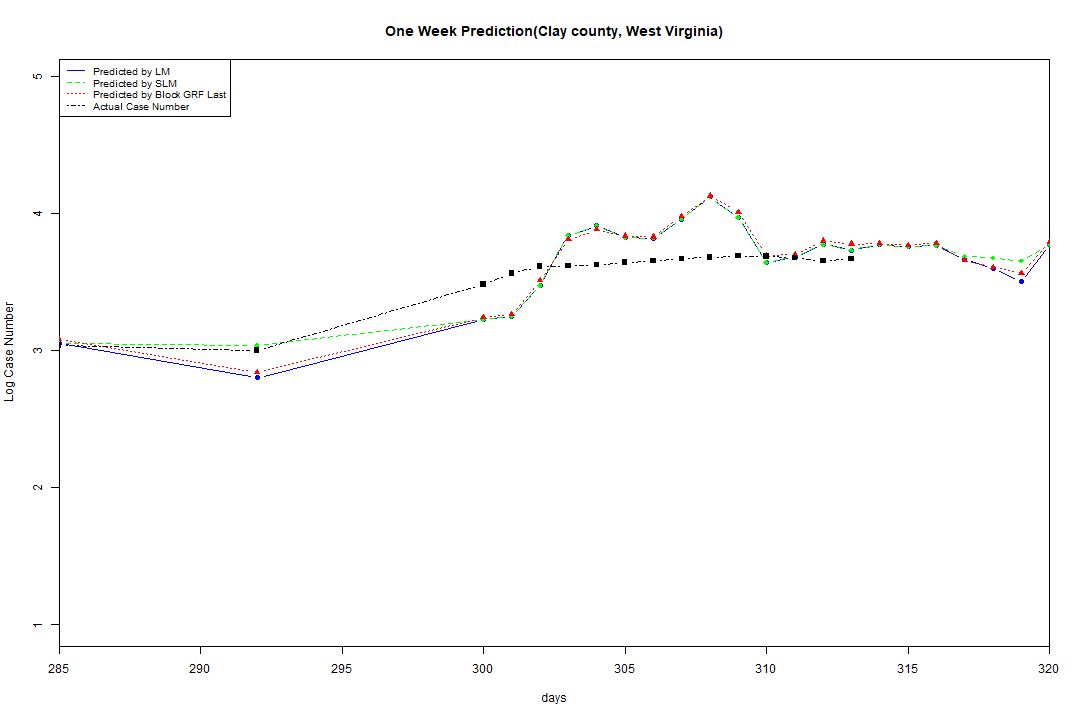 One Week Prediction(Clay county, West Virginia)
Predicted by LM
Predicted by SLM
Predicted by Block GRF Last
Actual Case Number
5
4
3
2
1
Log Case Number
285 290 295 300 305 310 315 320
days